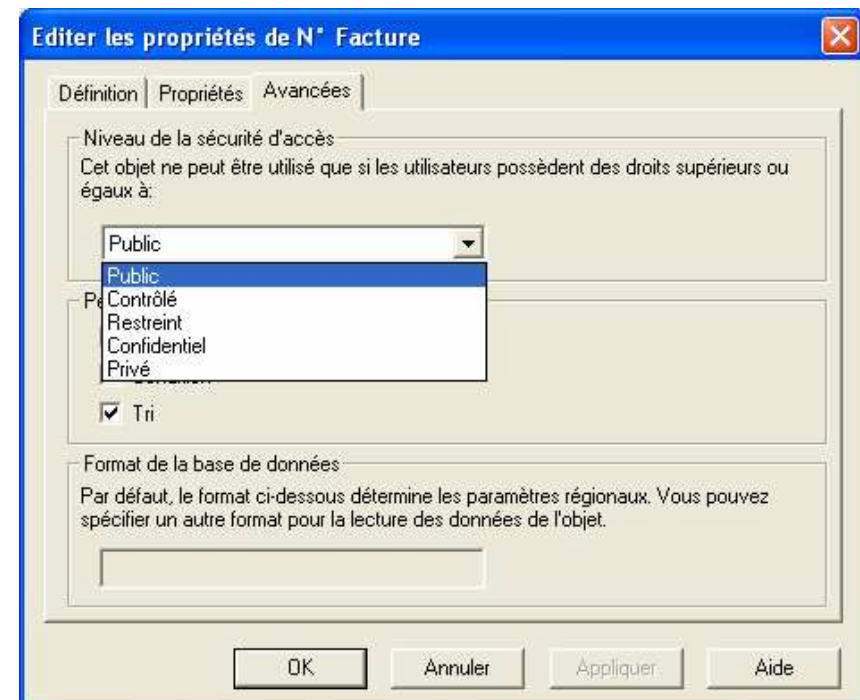 Editer les propriétés de N° Facture
Définition Propriétés Avancées
Niveau de la sécurité d'accès
Cet objet ne peut être utilisé que si les utilisateurs possèdent des droits supérieurs ou
égaux à:
Public
Public
Contrôlé
Restreint
Confidentiel
Privé
Tri
Format de la base de données
Par défaut, le format ci-dessous détermine les paramètres régionaux. Vous pouvez
spécifier un autre format pour la lecture des données de l'objet.
OK Annuler Appliquer Aide